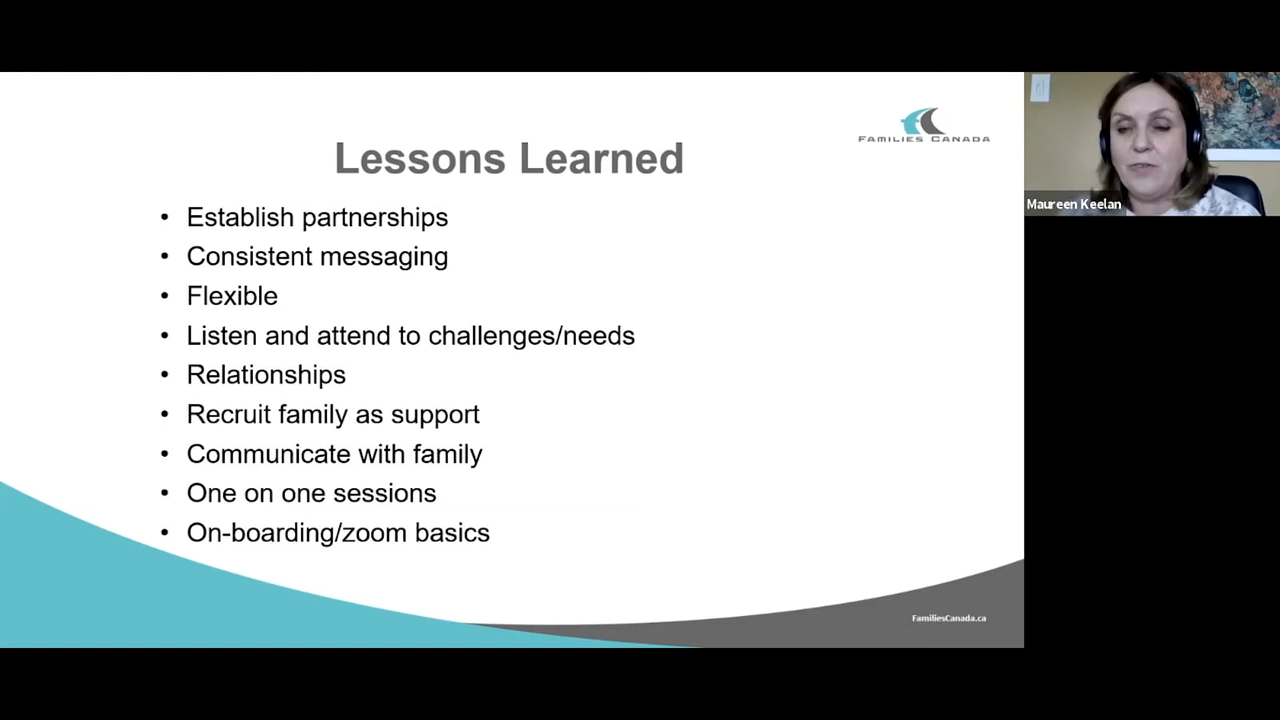 FAMILIES CANADA
Lessons Learned
• Establish partnerships
• Consistent messaging
• Flexible
• Listen and attend to challenges/needs
• Relationships
• Recruit family as support
• Communicate with family
• One on one sessions
• On-boarding/zoom basics
FamiliesCanada.ca
Maureen Keelan